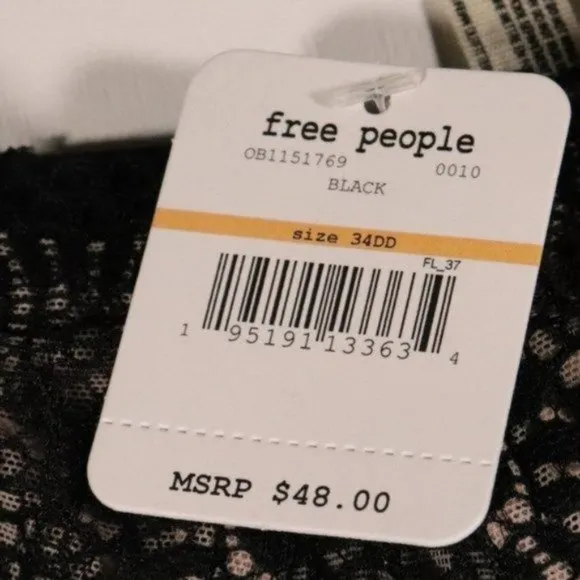 free people
OB1151769 0010
BLACK
size 34DD
FL_37
1 95191 13363 4
MSRP $48.00